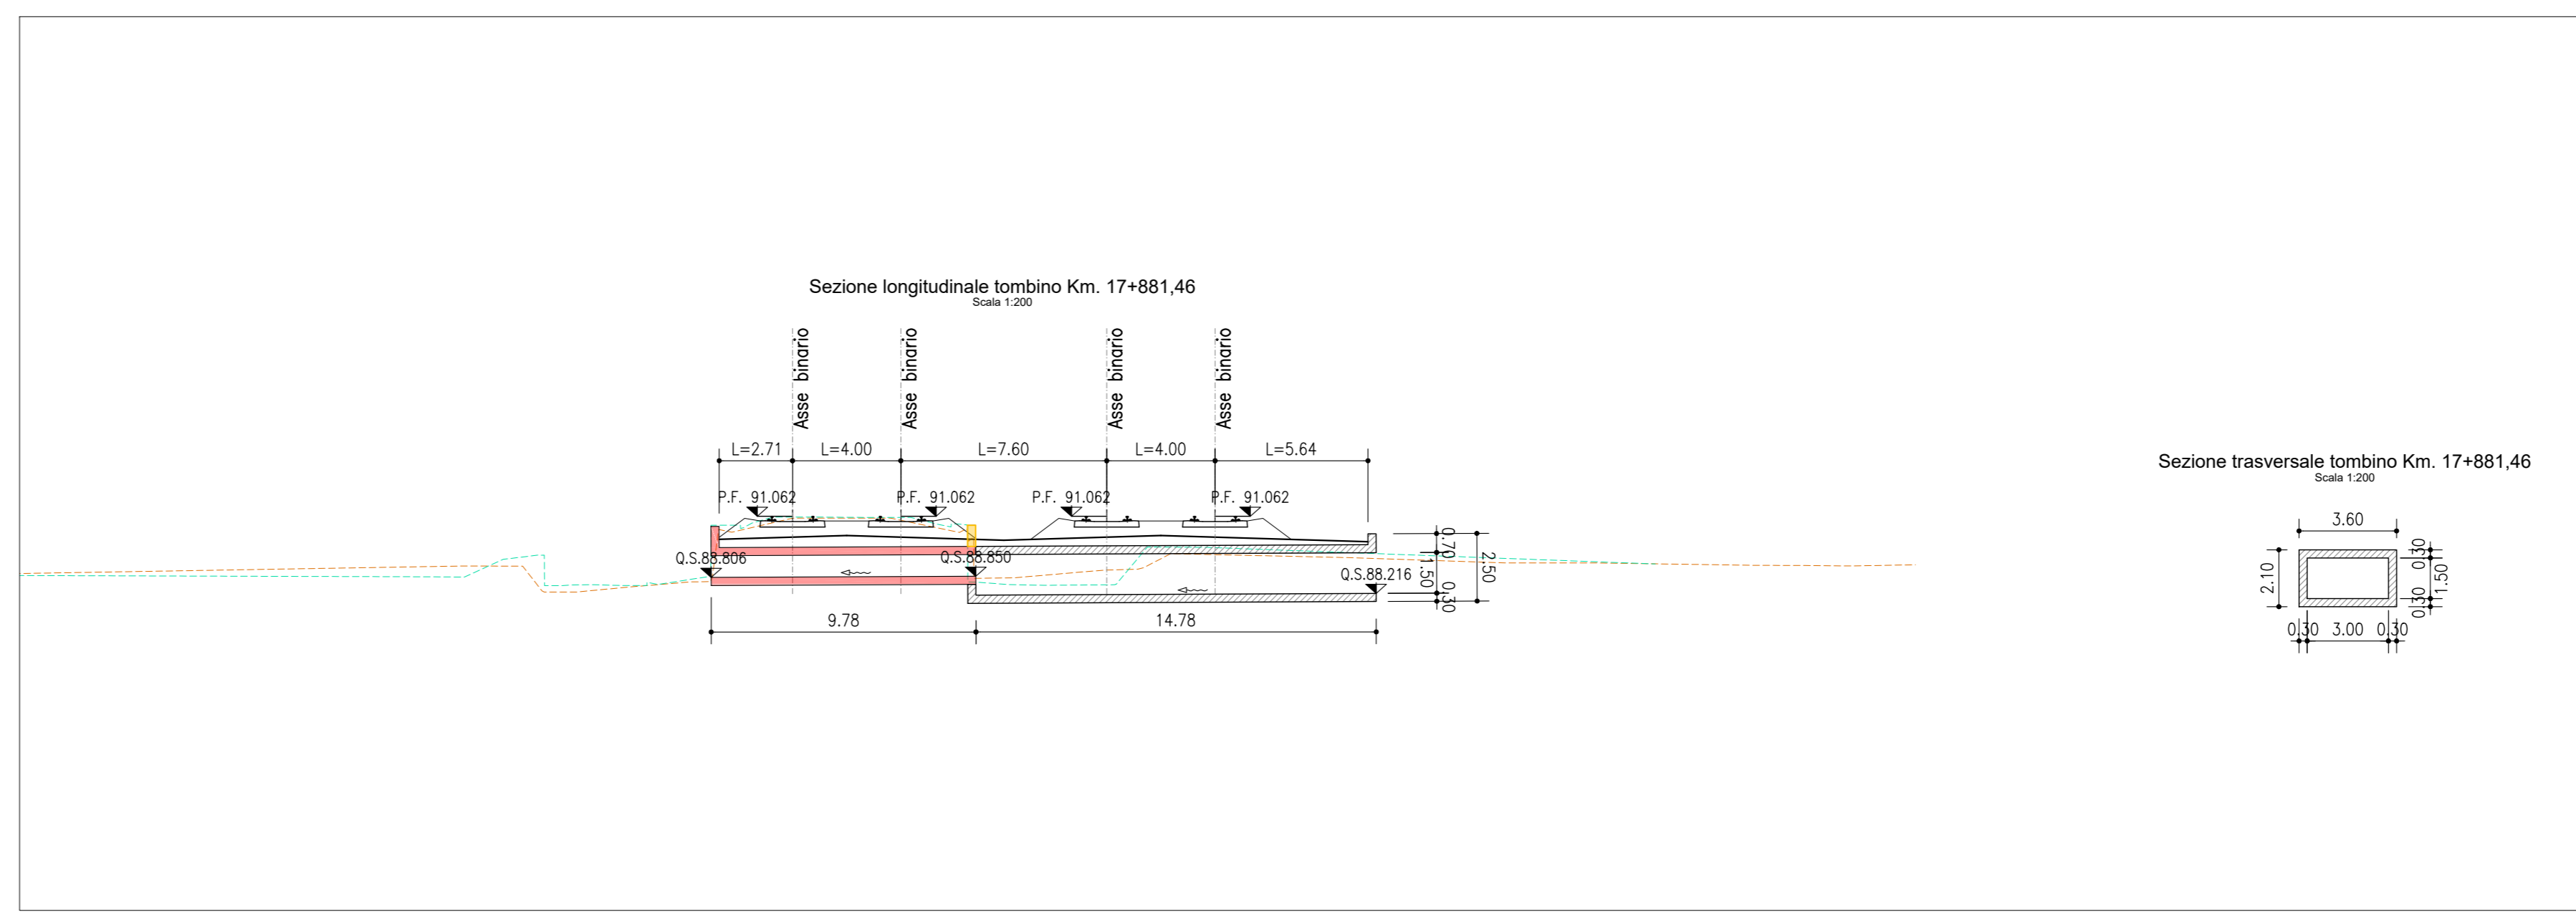 Sezione longitudinale tombino Km. 17+881,46
Scala 1:200
Asse binario
Asse binario
Asse binario
Asse binario
L=2.71 L=4.00 L=7.60 L=4.00 L=5.64
P.F. 91.062 P.F. 91.062 P.F. 91.062 P.F. 91.062
Q.S.88.806 Q.S.88.850 Q.S.88.216
0.70
1.50
0.30
2.50
9.78 14.78
Sezione trasversale tombino Km. 17+881,46
Scala 1:200
3.60
2.10
0.30
1.50
0.30
0.30 3.00 0.30